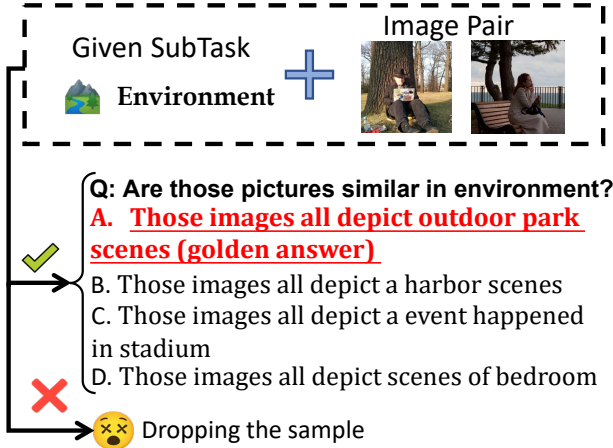 Given SubTask
Image Pair
Environment
Q: Are those pictures similar in environment?
A. Those images all depict outdoor park
scenes (golden answer)
B. Those images all depict a harbor scenes
C. Those images all depict a event happened
in stadium
D. Those images all depict scenes of bedroom
Dropping the sample